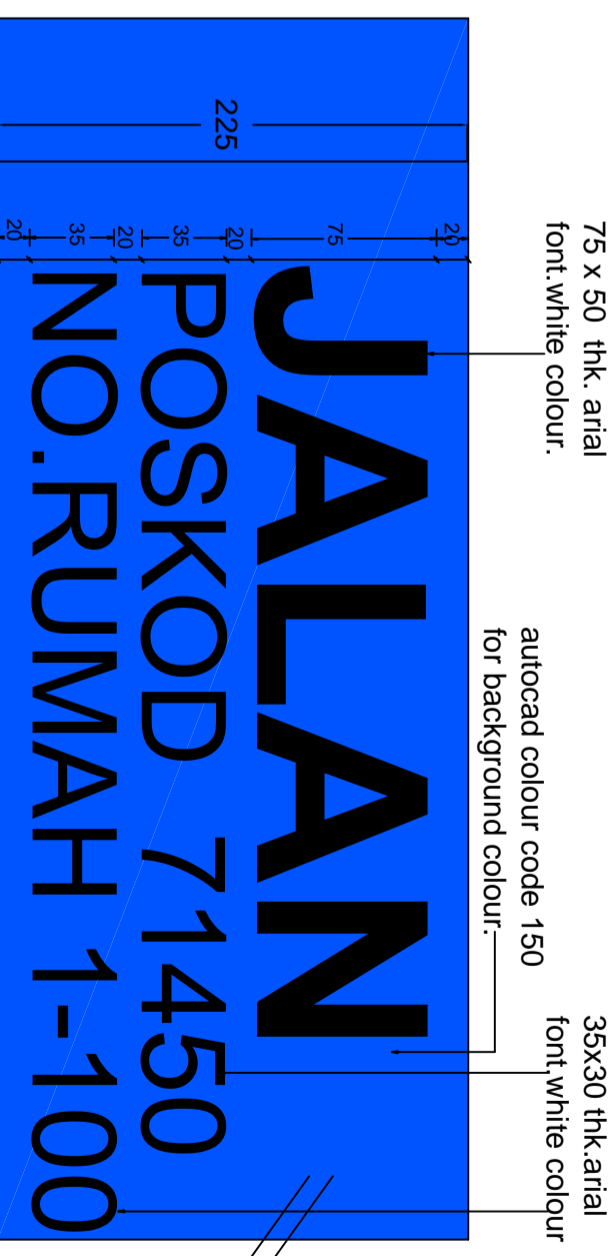 75 x 50 thk. arial
font.white colour.
autocad colour code 150
for background colour.
35x30 thk.arial
font.white colour
225
20
75
20
35
20
35
20
JALAN
POSKOD 71450
NO.RUMAH 1-100